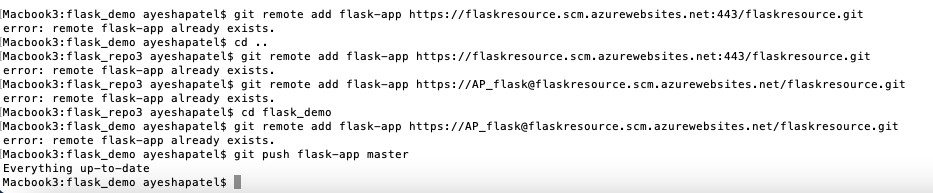 [Macbook3:flask_demo ayeshapatel$ git remote add flask-app https://flaskresource.scm.azurewebsites.net:443/flaskresource.git
error: remote flask-app already exists.
[Macbook3:flask_demo ayeshapatel$ cd ..
[Macbook3:flask_repo3 ayeshapatel$ git remote add flask-app https://flaskresource.scm.azurewebsites.net:443/flaskresource.git
error: remote flask-app already exists.
[Macbook3:flask_repo3 ayeshapatel$ git remote add flask-app https://AP_flask@flaskresource.scm.azurewebsites.net/flaskresource.git
error: remote flask-app already exists.
[Macbook3:flask_repo3 ayeshapatel$ cd flask_demo
[Macbook3:flask_demo ayeshapatel$ git remote add flask-app https://AP_flask@flaskresource.scm.azurewebsites.net/flaskresource.git
error: remote flask-app already exists.
[Macbook3:flask_demo ayeshapatel$ git push flask-app master
Everything up-to-date
Macbook3:flask_demo ayeshapatel$